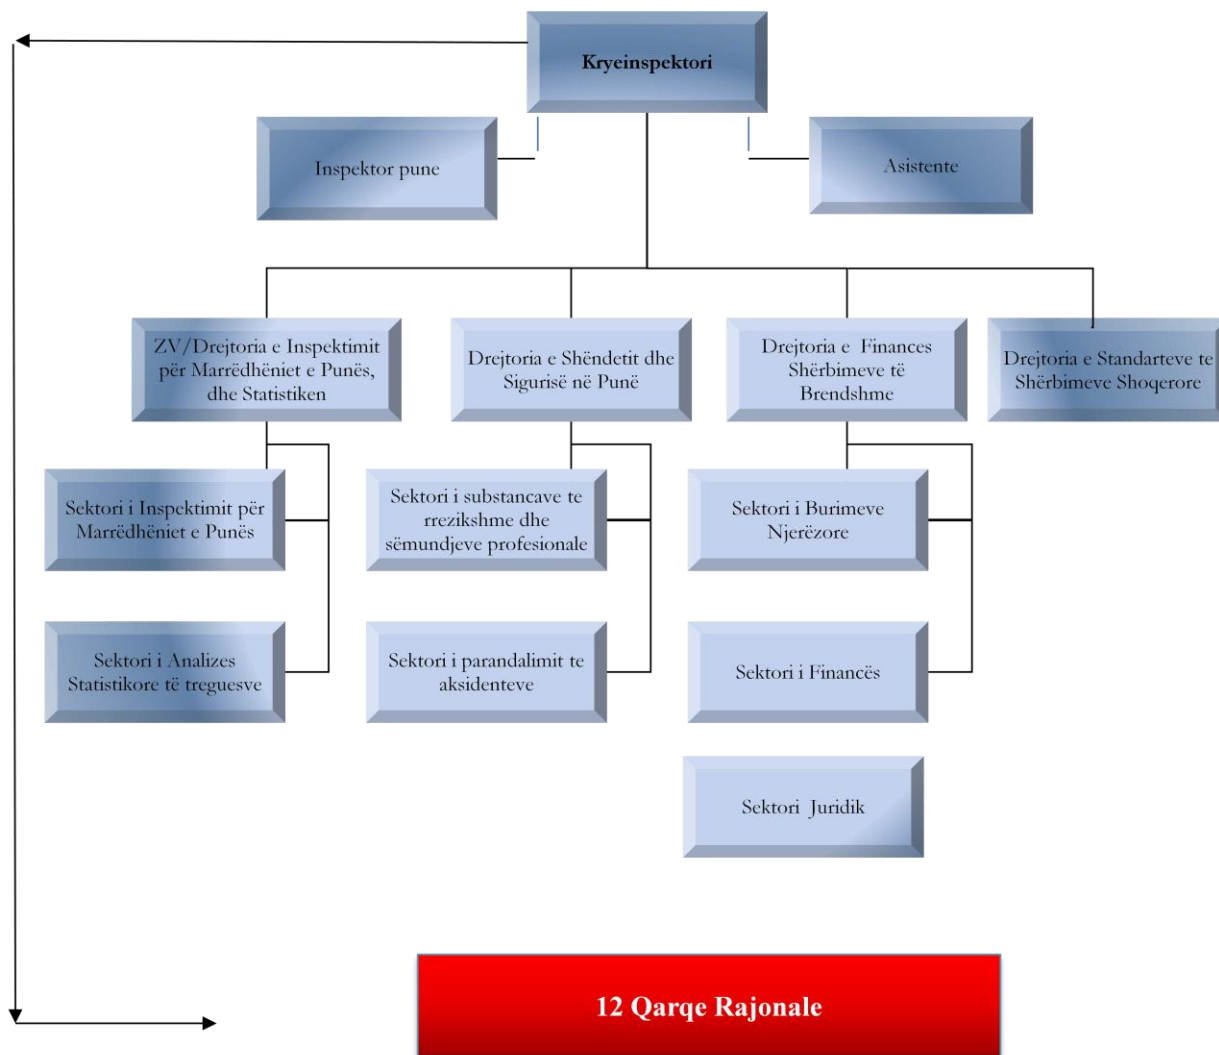 Kryeinspektori
Inspektor pune
Asistente
ZV/Drejtoria e Inspektimit
për Marrëdhëniet e Punës,
dhe Statistiken
Drejtoria e Shëndetit dhe
Sigurisë në Punë
Drejtoria e Finances
Shërbimeve të
Brendshme
Drejtoria e Standarteve te
Shërbimeve Shoqerore
Sektori i Inspektimit për
Marrëdhëniet e Punës
Sektori i substancave te
rrezikshme dhe
sëmundjeve profesionale
Sektori i Burimeve
Njerëzore
Sektori i Analizes
Statistikore të treguesve
Sektori i parandalimit te
aksidenteve
Sektori i Financës
Sektori Juridik
12 Qarqe Rajonale